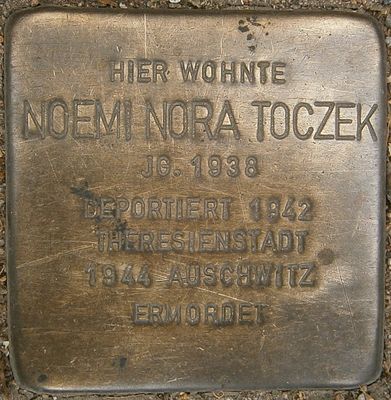 HIER WOHNTE
NOEMI NORA TOCZEK
JG. 1938
DEPORTIERT 1942
THERESIENSTADT
1944 AUSCHWITZ
ERMORDET